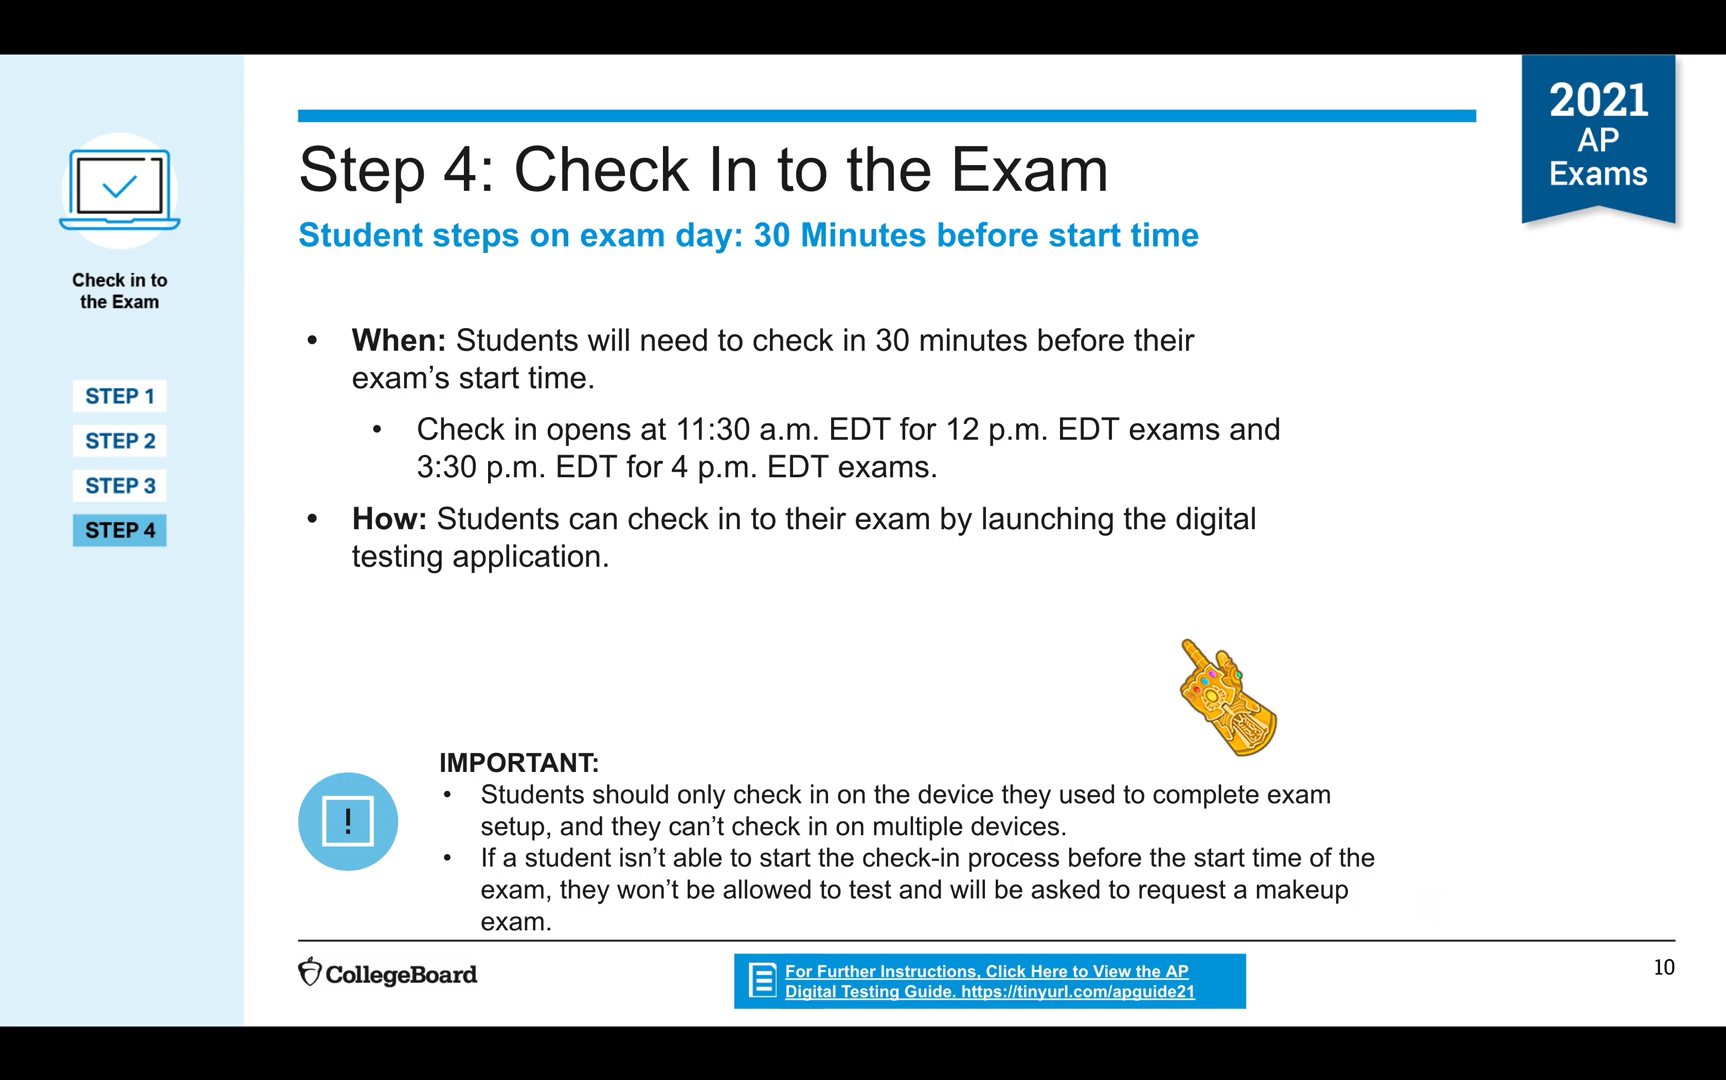 2021
AP
Exams
Step 4: Check In to the Exam
Student steps on exam day: 30 Minutes before start time
Check in to
the Exam
STEP 1
STEP 2
STEP 3
STEP 4
• When: Students will need to check in 30 minutes before their
exam’s start time.
• Check in opens at 11:30 a.m. EDT for 12 p.m. EDT exams and
3:30 p.m. EDT for 4 p.m. EDT exams.
• How: Students can check in to their exam by launching the digital
testing application.
!
IMPORTANT:
• Students should only check in on the device they used to complete exam
setup, and they can’t check in on multiple devices.
• If a student isn’t able to start the check-in process before the start time of the
exam, they won’t be allowed to test and will be asked to request a makeup
exam.
CollegeBoard
For Further Instructions, Click Here to View the AP
Digital Testing Guide. https://tinyurl.com/apguide21
10